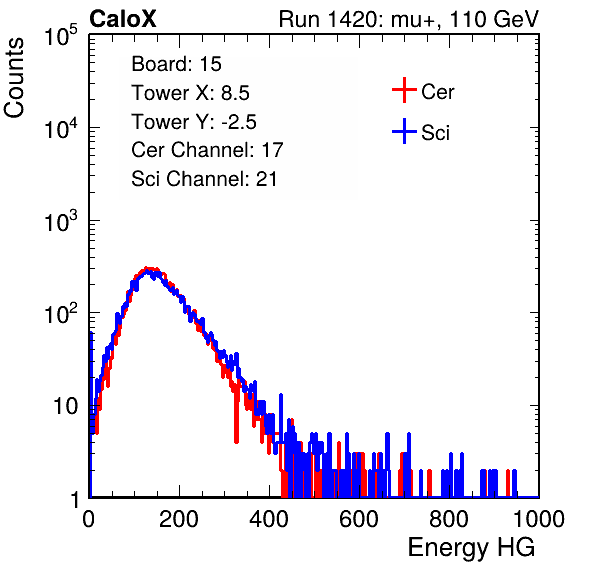 CaloX Run 1420: mu+, 110 GeV
Counts
10^5
10^4
10^3
10^2
10
1
Board: 15
Tower X: 8.5
Tower Y: -2.5
Cer Channel: 17
Sci Channel: 21
Cer
Sci
0 200 400 600 800 1000
Energy HG